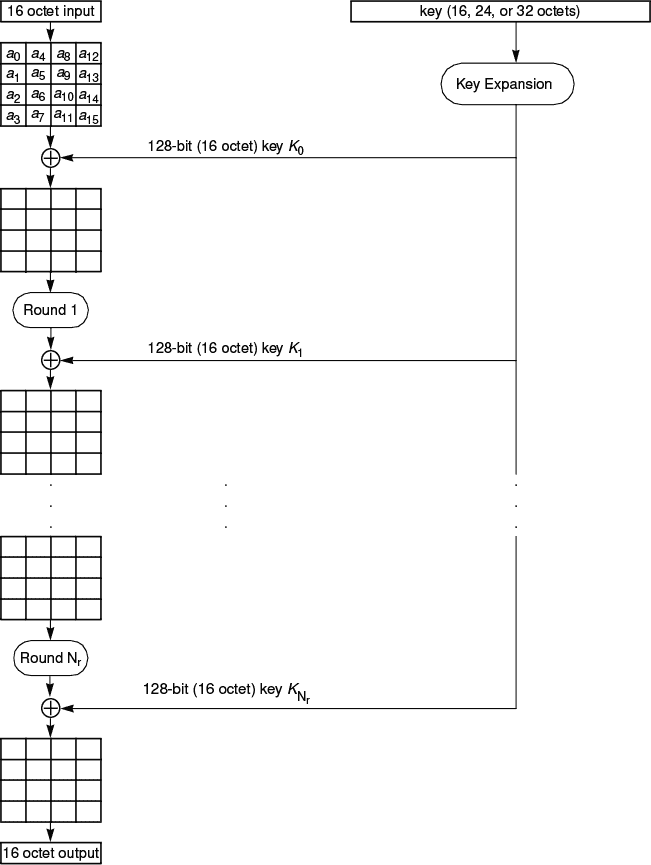 16 octet input
key (16, 24, or 32 octets)
a0 a4 a8 a12
a1 a5 a9 a13
a2 a6 a10 a14
a3 a7 a11 a15
Key Expansion
128-bit (16 octet) key K0
Round 1
128-bit (16 octet) key K1
Round Nr
128-bit (16 octet) key KNr
16 octet output